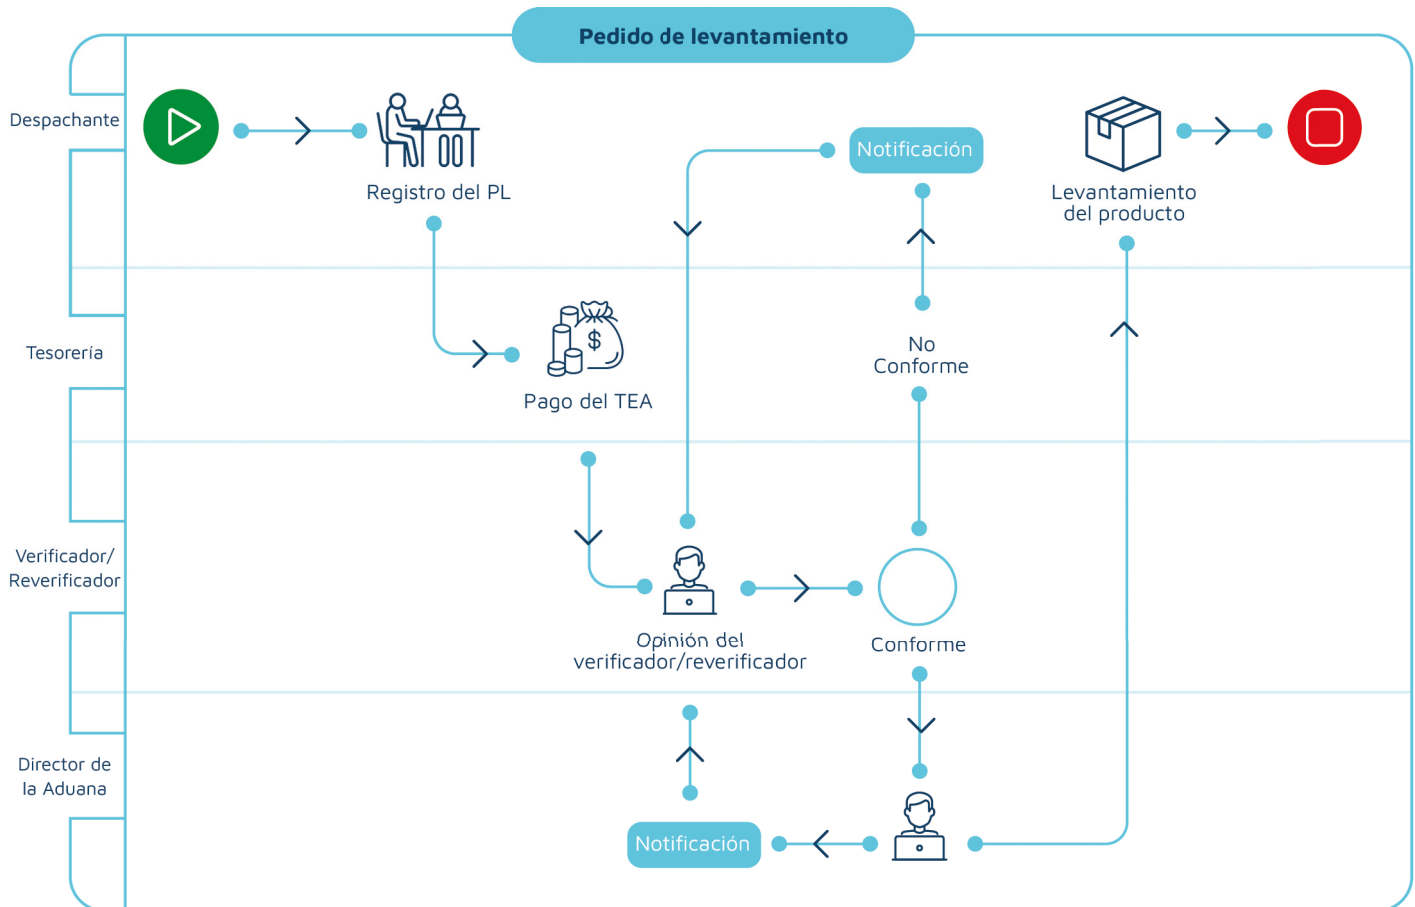 Pedido de levantamiento
Despachante
Registro del PL
Notificación
Levantamiento
del producto
Tesorería
$
Pago del TEA
No
Conforme
Verificador/
Reverificador
Opinión del
verificador/reverificador
Conforme
Director de
la Aduana
Notificación